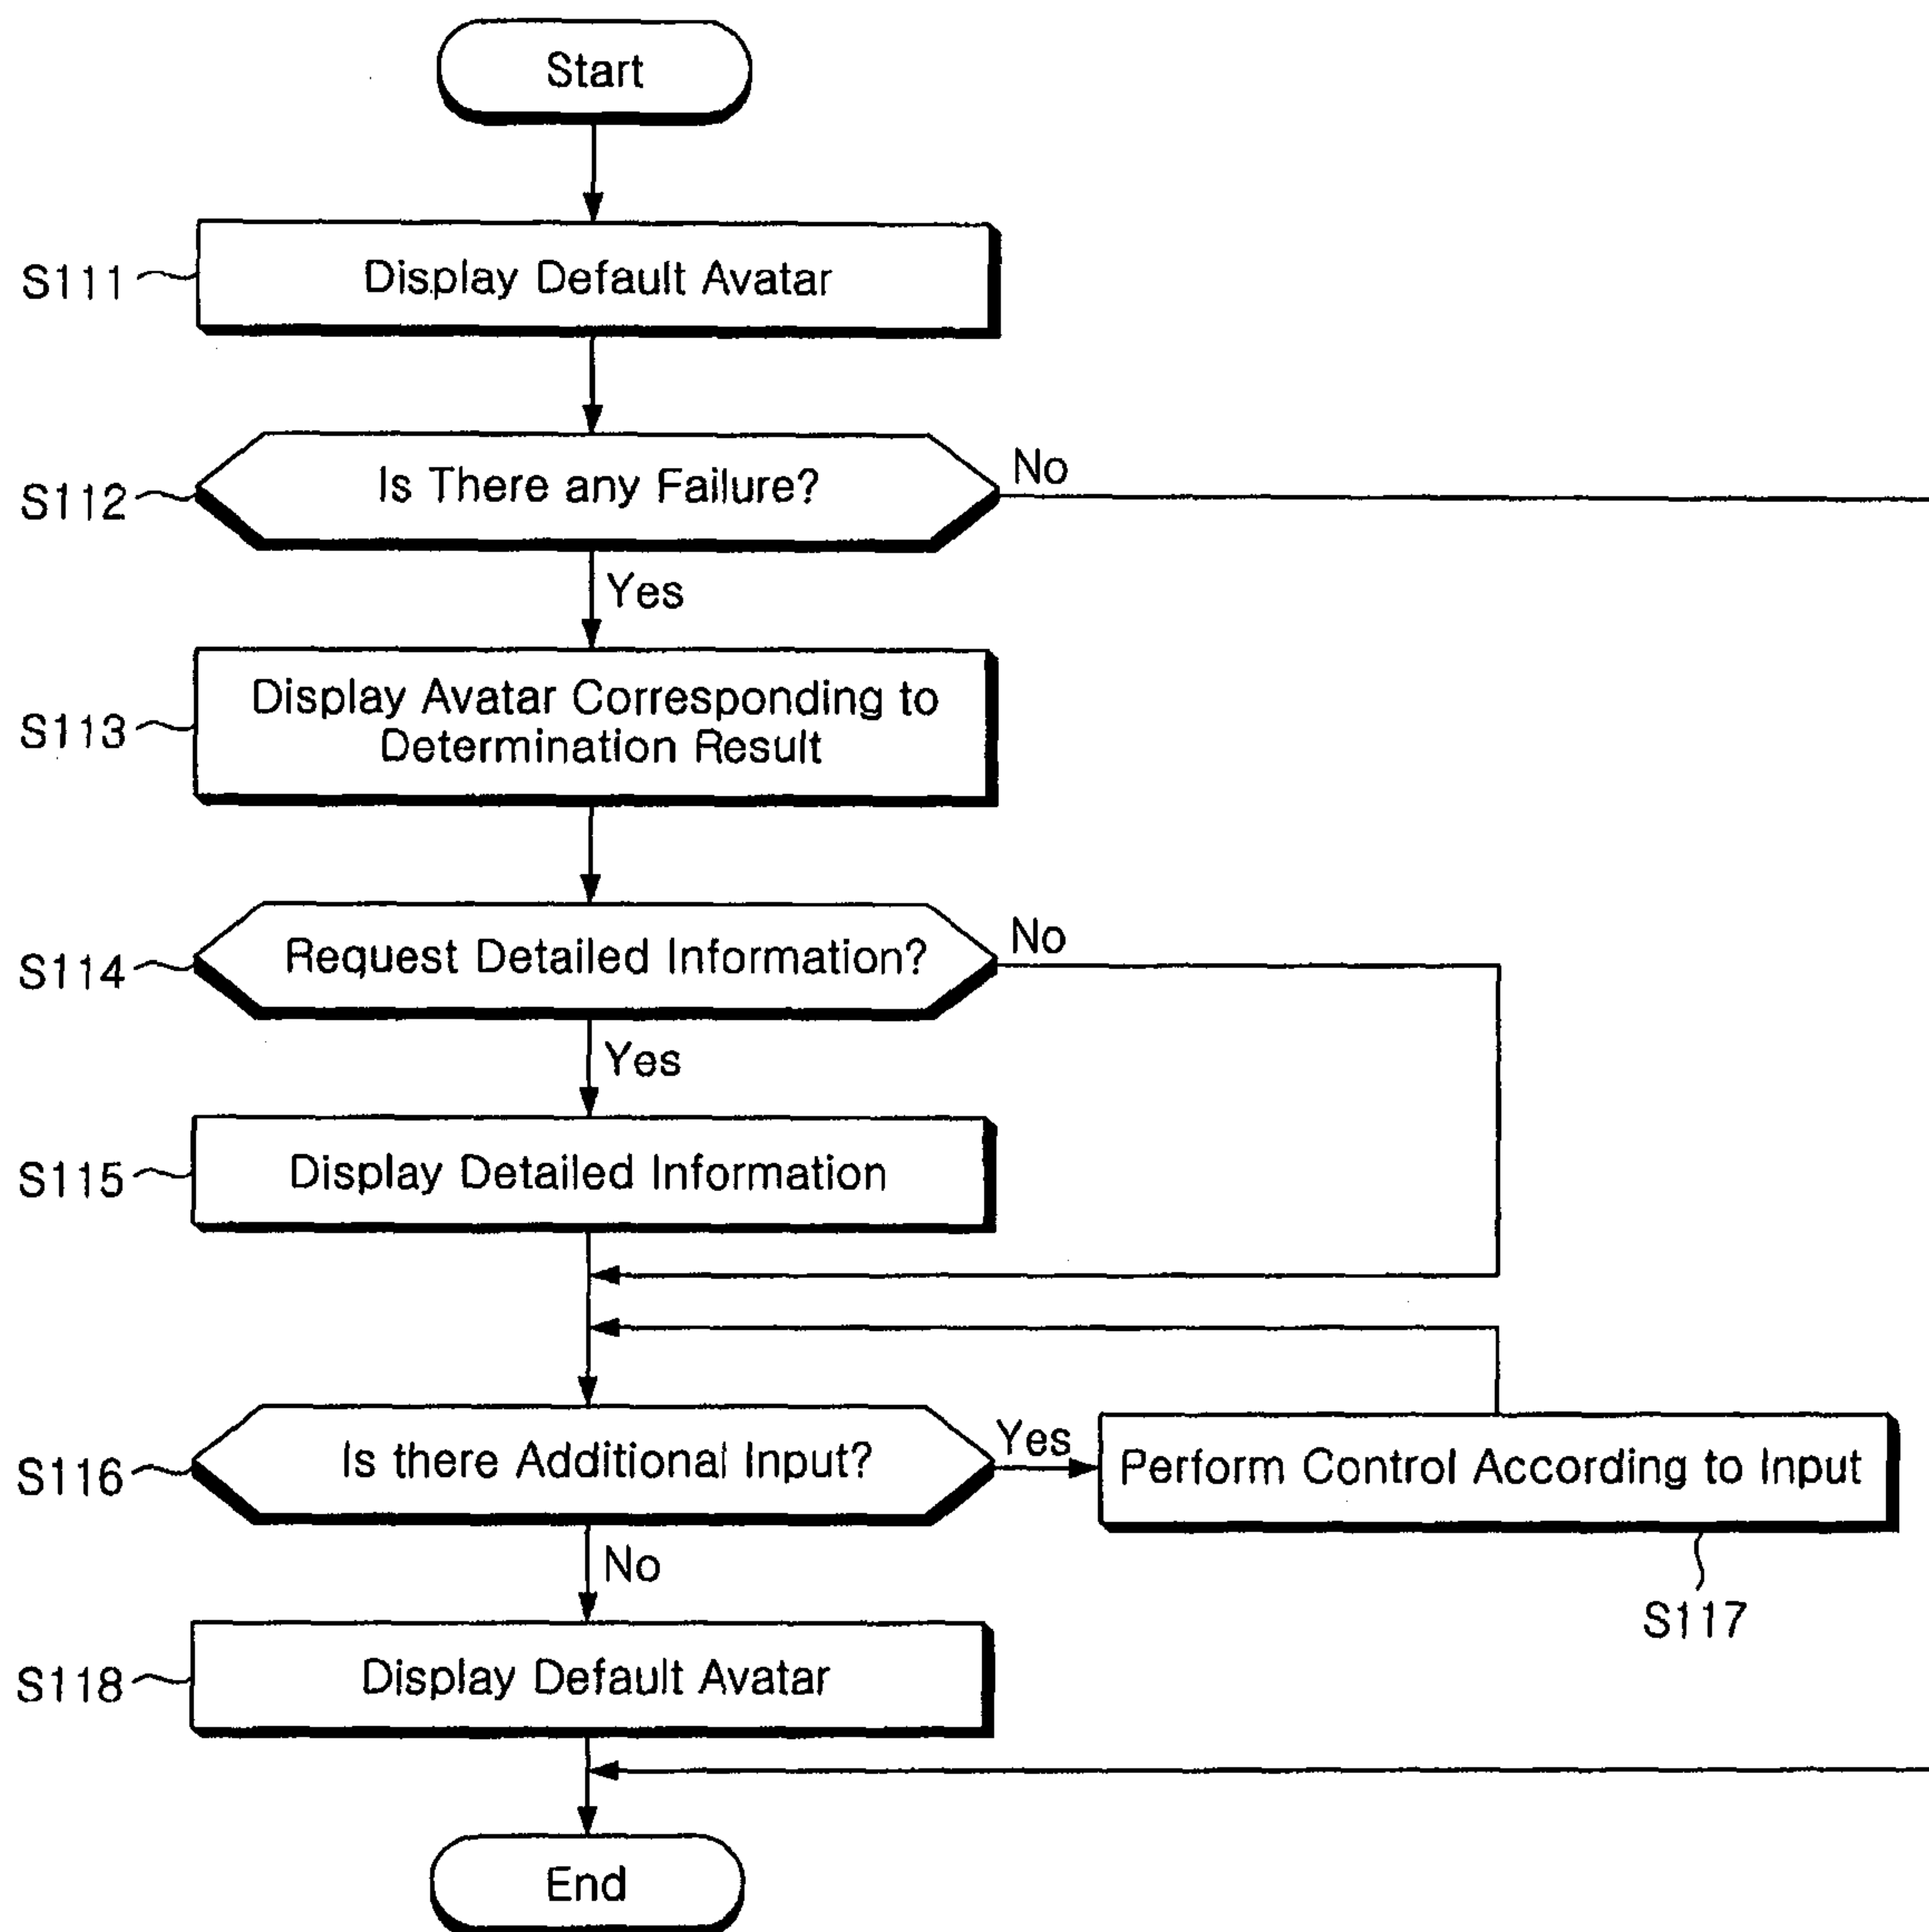 Start
S111
Display Default Avatar
S112
Is There any Failure?
No
Yes
S113
Display Avatar Corresponding to
Determination Result
S114
Request Detailed Information?
No
Yes
S115
Display Detailed Information
S116
Is there Additional Input?
Yes
Perform Control According to Input
S117
No
S118
Display Default Avatar
End